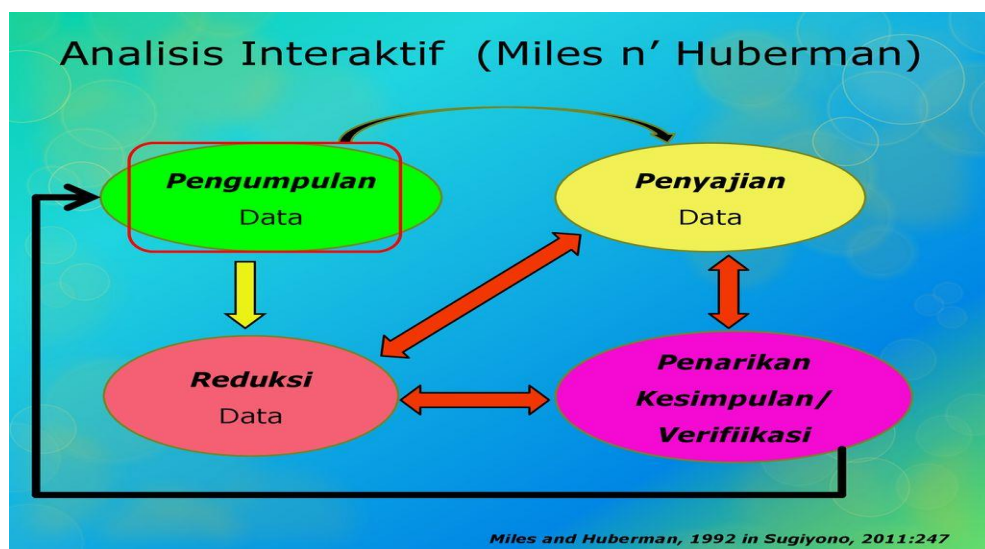 Analisis Interaktif (Miles n’ Huberman)
Pengumpulan
Data
Penyajian
Data
Reduksi
Data
Penarikan
Kesimpulan/
Verifiikasi
Miles and Huberman, 1992 in Sugiyono, 2011:247